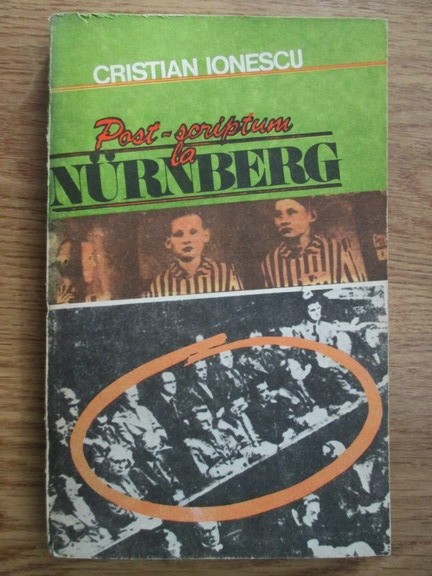 CRISTIAN IONESCU
Post-scriptum
la
NÜRNBERG